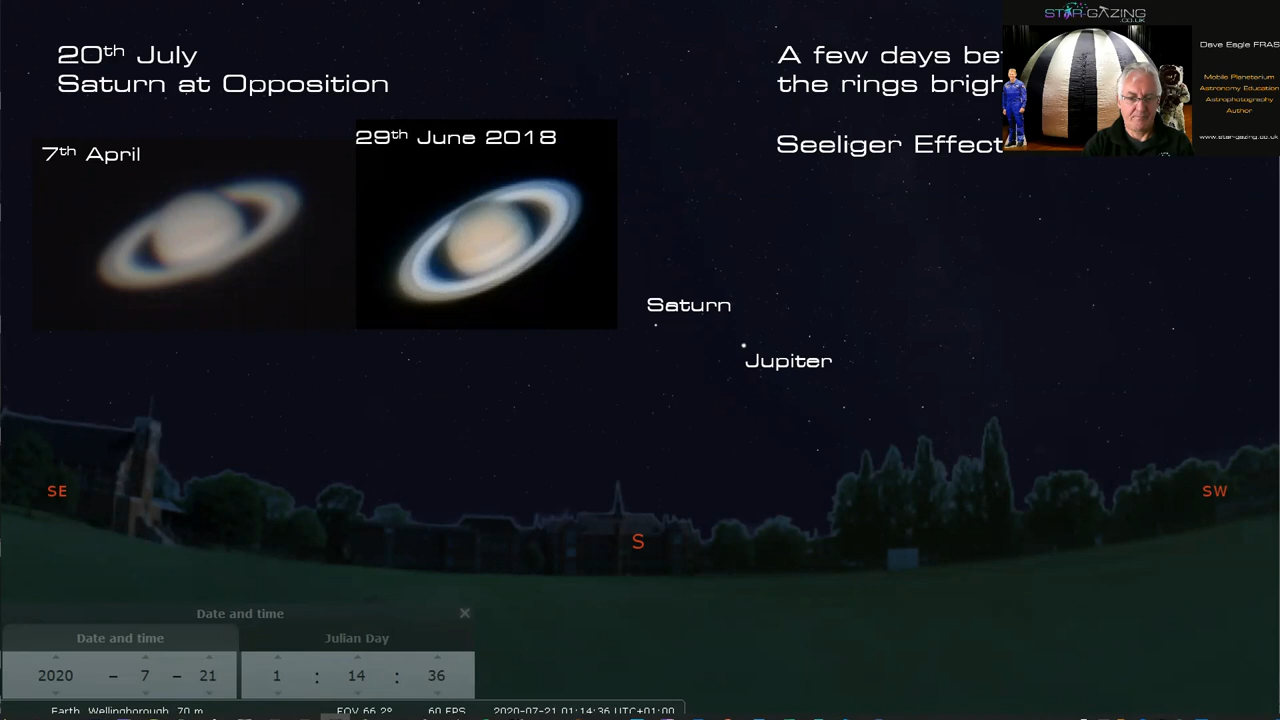 20th July
Saturn at Opposition
7th April
29th June 2018
A few days be
the rings brigh
Seeliger Effect
STAR-GAZING
.CO.UK
Dave Eagle FRAS
Mobile Planetarium
Astronomy Education
Astrophotography
Author
www.star-gazing.co.uk
Saturn
Jupiter
SE
S
SW
Date and time
Date and time
Julian Day
2020 - 7 - 21
1 : 14 : 36
Earth, Wellingborough, 70 m
FOV 66.2°
60 FPS
2020-07-21 01:14:36 UTC+01:00